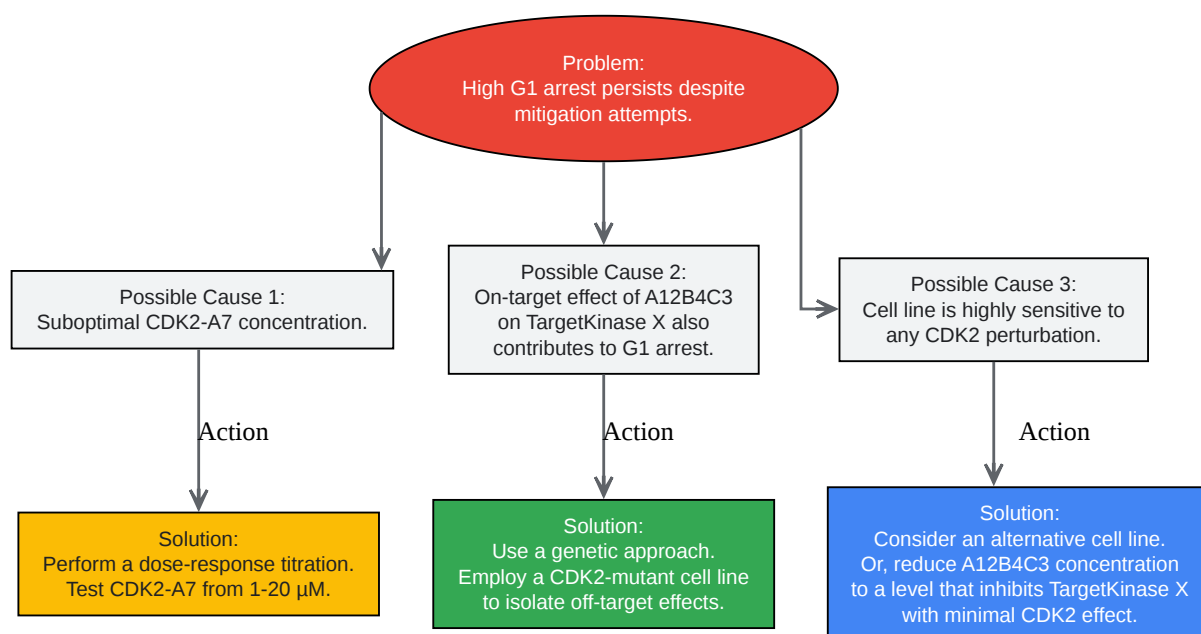 Problem:
High G1 arrest persists despite
mitigation attempts.
Possible Cause 1:
Suboptimal CDK2-A7 concentration.
Possible Cause 2:
On-target effect of A12B4C3
on TargetKinase X also
contributes to G1 arrest.
Possible Cause 3:
Cell line is highly sensitive to
any CDK2 perturbation.
Action
Action
Action
Solution:
Perform a dose-response titration.
Test CDK2-A7 from 1-20 µM.
Solution:
Use a genetic approach.
Employ a CDK2-mutant cell line
to isolate off-target effects.
Solution:
Consider an alternative cell line.
Or, reduce A12B4C3 concentration
to a level that inhibits TargetKinase X
with minimal CDK2 effect.